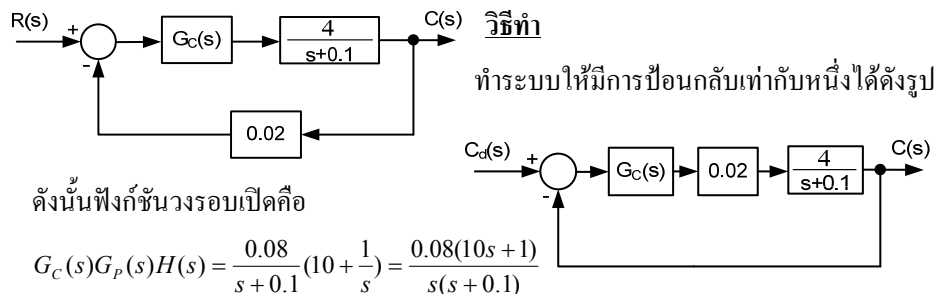 R(s) + - G_C(s) 4/(s+0.1) C(s)
0.02
วิธีทำ
ทำระบบให้มีการป้อนกลับเท่ากับหนึ่งได้ดังรูป
C_d(s) + - G_C(s) 0.02 4/(s+0.1) C(s)
ดังนั้นฟังก์ชันวงรอบเปิดคือ
G_C(s)G_P(s)H(s) = 0.08/(s+0.1) (10 + 1/s) = 0.08(10s+1)/(s(s+0.1))